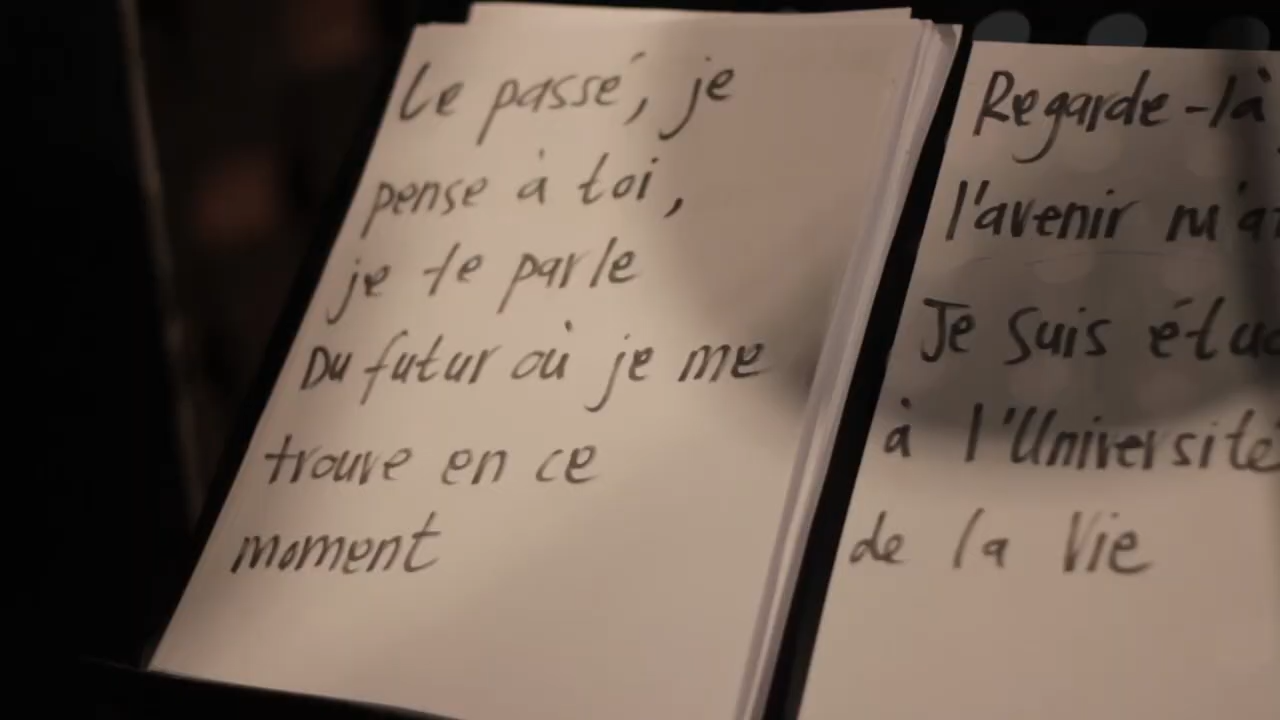 Le passé, je
pense à toi,
je te parle
Du futur où je me
trouve en ce
moment
Regarde-là
l'avenir
Je suis
à l'Université
de la Vie